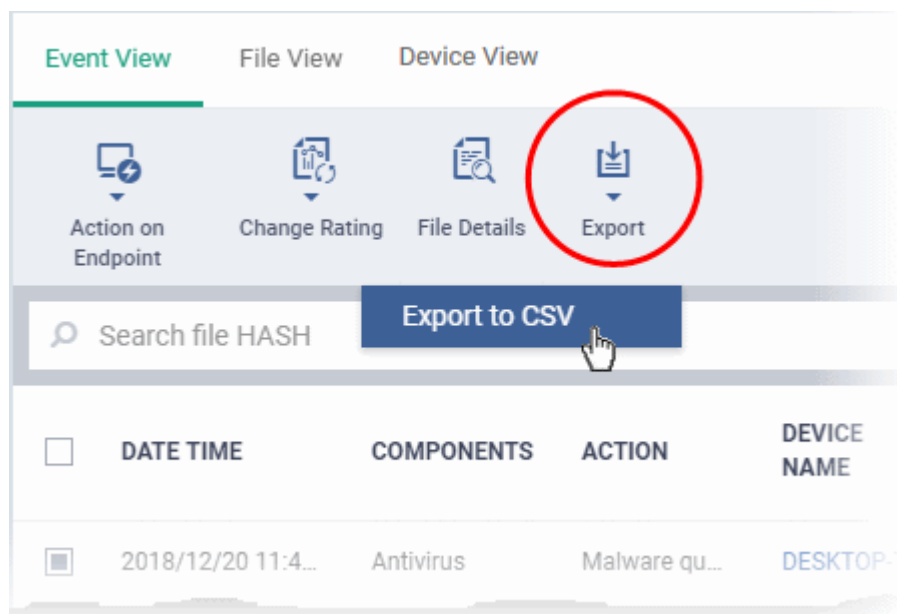 Event View File View Device View
Action on Endpoint Change Rating File Details Export
Export to CSV
Search file HASH
DATE TIME COMPONENTS ACTION DEVICE NAME
2018/12/20 11:4... Antivirus Malware qu... DESKTOP-